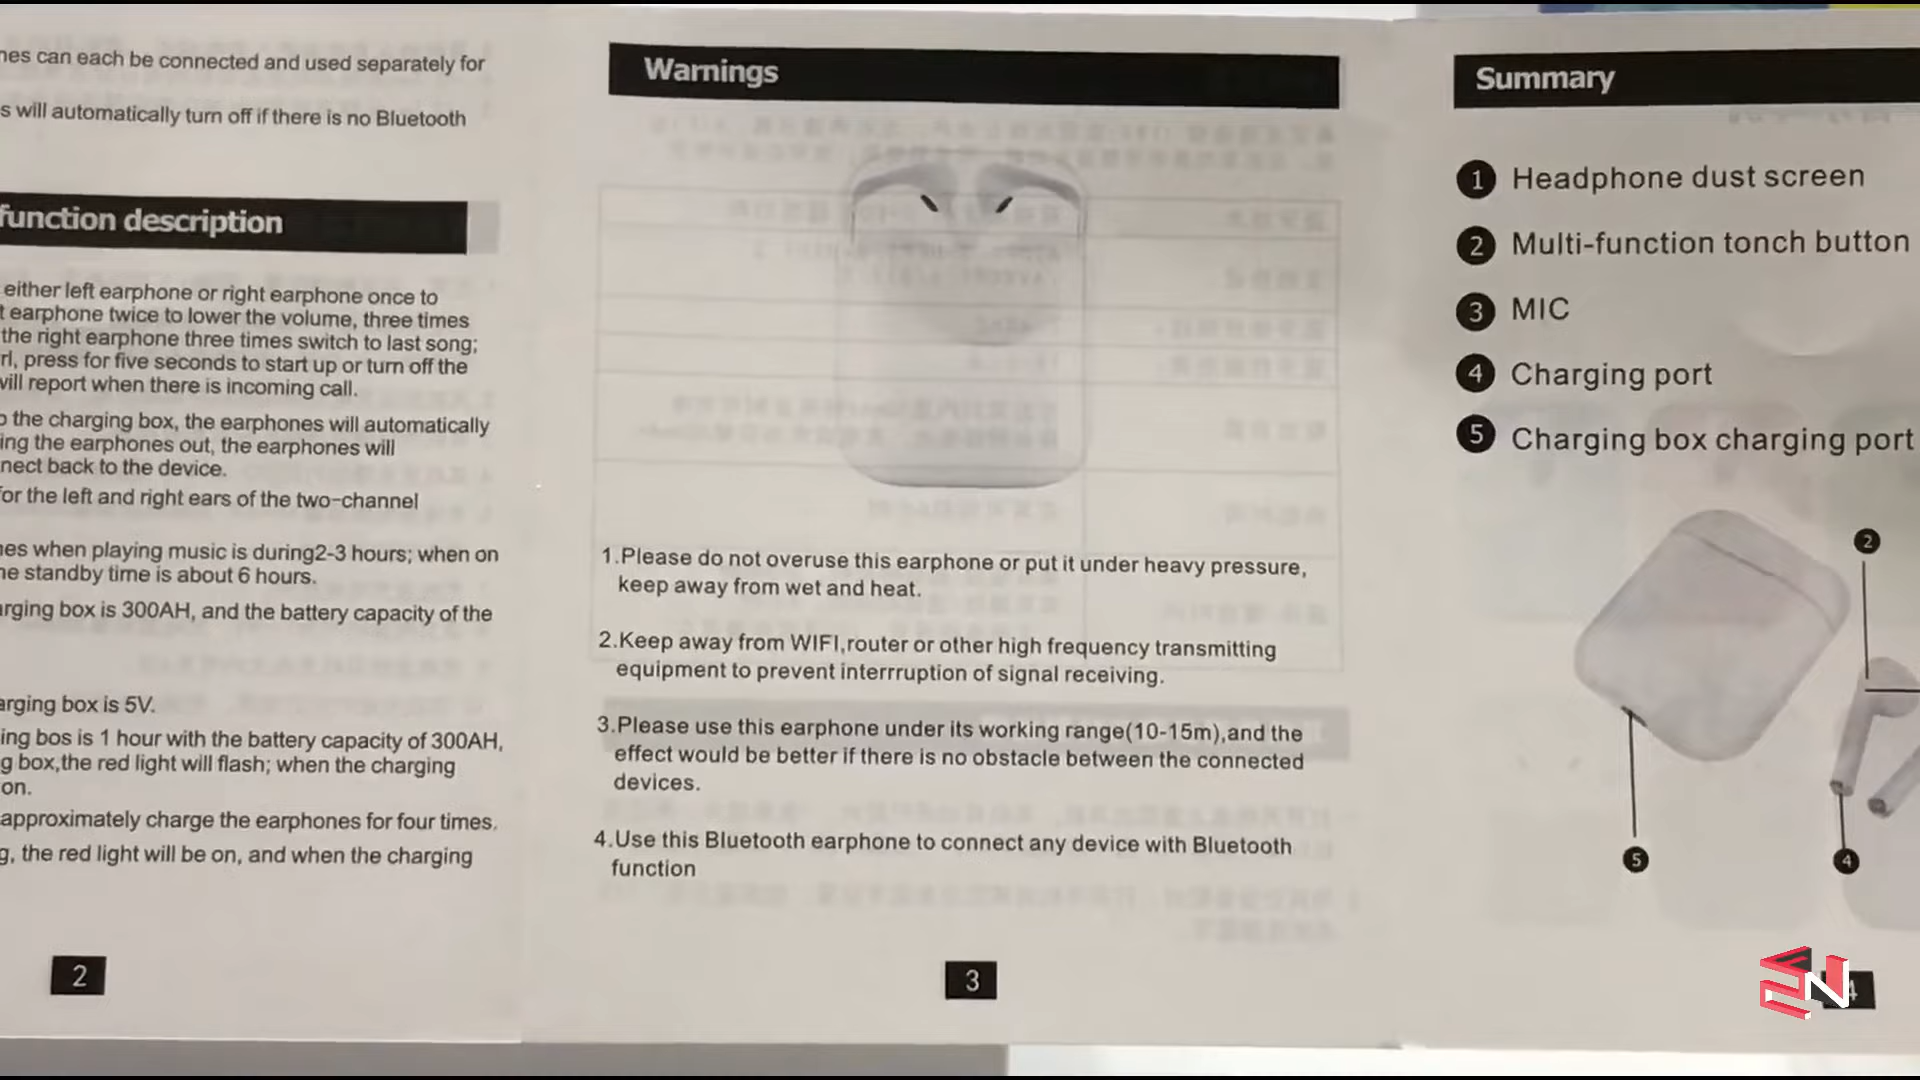 nes can each be connected and used separately for
s will automatically turn off if there is no Bluetooth
function description
either left earphone or right earphone once to
t earphone twice to lower the volume, three times
the right earphone three times switch to last song;
rl, press for five seconds to start up or turn off the
will report when there is incoming call.
o the charging box, the earphones will automatically
ing the earphones out, the earphones will
nect back to the device.
for the left and right ears of the two-channel
nes when playing music is during2-3 hours; when on
he standby time is about 6 hours.
arging box is 300AH, and the battery capacity of the
arging box is 5V.
ing bos is 1 hour with the battery capacity of 300AH,
g box,the red light will flash; when the charging
on.
approximately charge the earphones for four times.
g, the red light will be on, and when the charging
2
Warnings
1.Please do not overuse this earphone or put it under heavy pressure,
keep away from wet and heat.
2.Keep away from WIFI,router or other high frequency transmitting
equipment to prevent interrruption of signal receiving.
3.Please use this earphone under its working range(10-15m),and the
effect would be better if there is no obstacle between the connected
devices.
4.Use this Bluetooth earphone to connect any device with Bluetooth
function
3
Summary
1 Headphone dust screen
2 Multi-function tonch button
3 MIC
4 Charging port
5 Charging box charging port
2
5
4
4